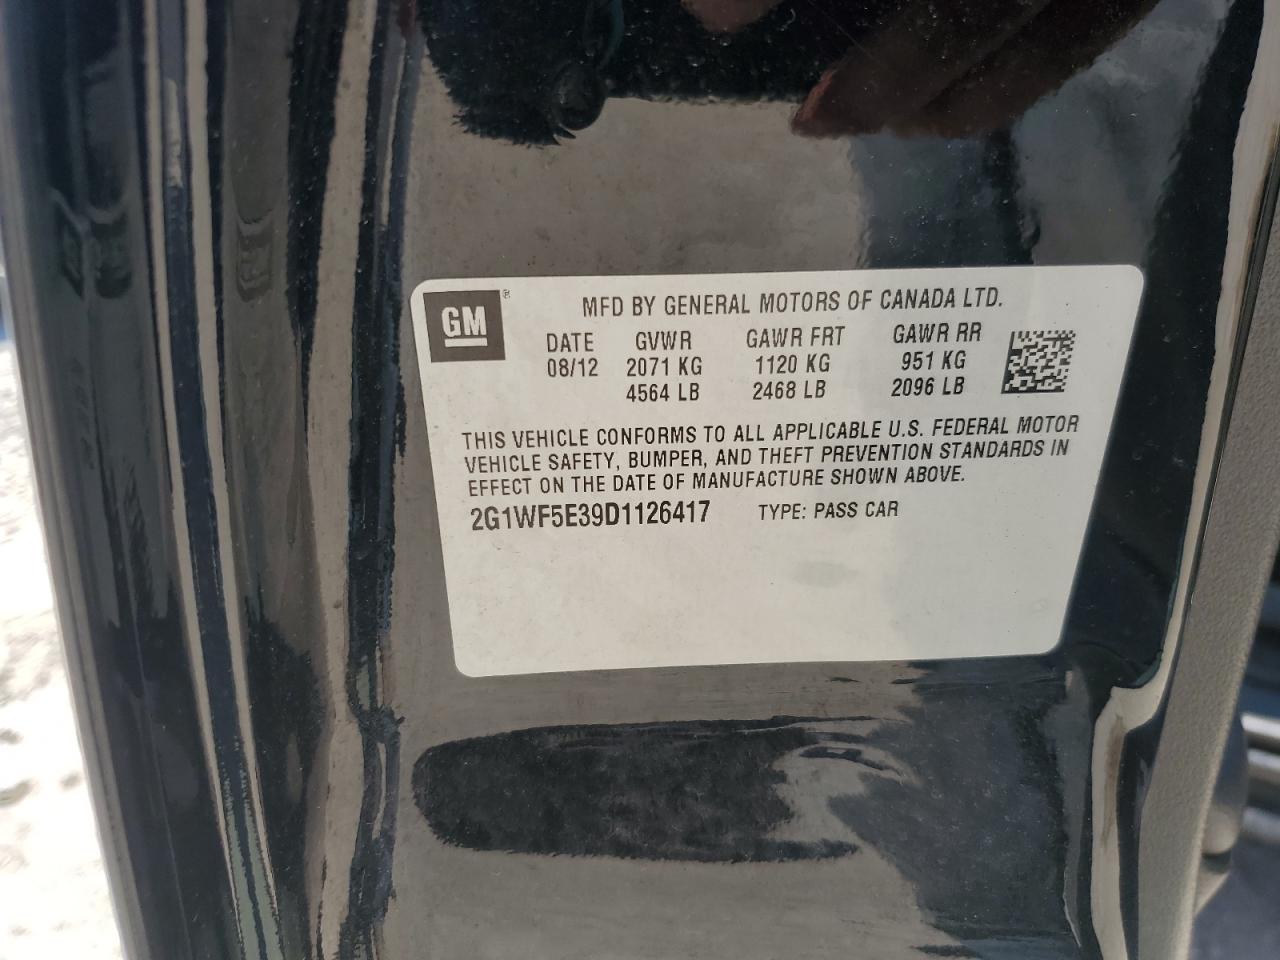 GM ®
MFD BY GENERAL MOTORS OF CANADA LTD.
DATE GVWR GAWR FRT GAWR RR
08/12 2071 KG 1120 KG 951 KG
4564 LB 2468 LB 2096 LB
THIS VEHICLE CONFORMS TO ALL APPLICABLE U.S. FEDERAL MOTOR
VEHICLE SAFETY, BUMPER, AND THEFT PREVENTION STANDARDS IN
EFFECT ON THE DATE OF MANUFACTURE SHOWN ABOVE.
2G1WF5E39D1126417 TYPE: PASS CAR